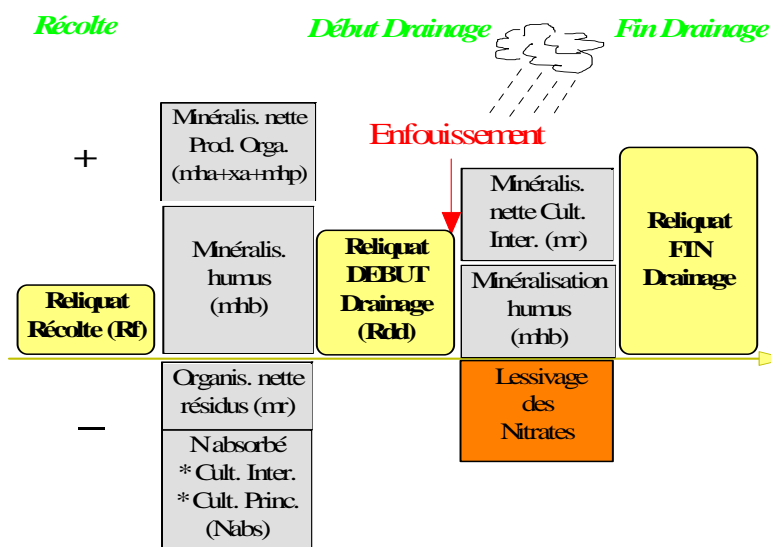 Récolte
Début Drainage
Fin Drainage
+
Minéralis. nette
Prod. Orga.
(mha+xa+mhp)
Enfouissement
Minéralis.
humus
(mhb)
Reliquat
Récolte (Rf)
Reliquat
DEBUT
Drainage
(Rdd)
Minéralis.
nette Cult.
Inter. (mr)
Minéralisation
humus
(mhb)
Reliquat
FIN
Drainage
–
Organis. nette
résidus (mr)
N absorbé
* Cult. Inter.
* Cult. Princ.
(Nabs)
Lessivage
des
Nitrates